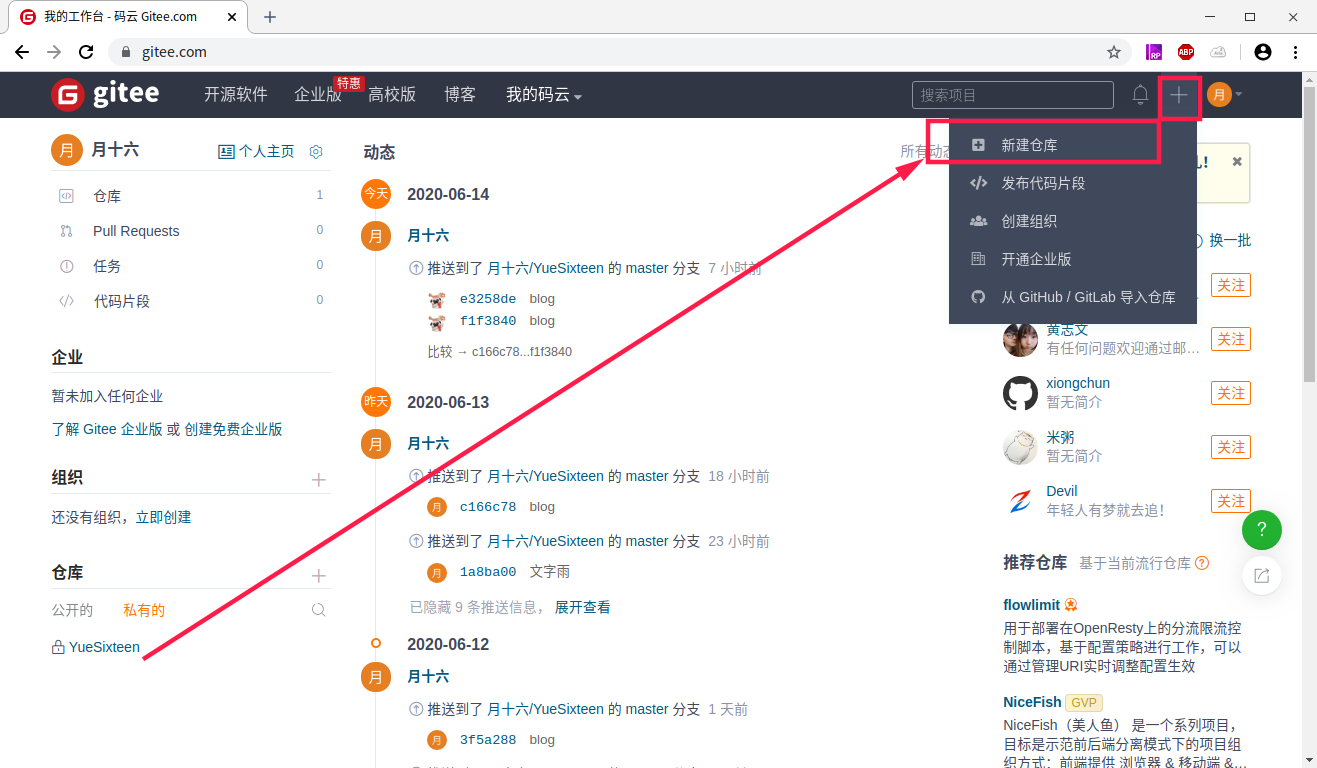 我的工作台 - 码云 Gitee.com
gitee.com
RP
ABP
gitee
开源软件
企业版
特惠
高校版
博客
我的码云
搜索项目
月
月
月十六
个人主页
仓库 1
Pull Requests 0
任务 0
代码片段 0
企业
暂未加入任何企业
了解 Gitee 企业版 或 创建免费企业版
组织
还没有组织，立即创建
仓库
公开的 私有的
YueSixteen
动态
所有动态
今天 2020-06-14
月 月十六
推送到了 月十六/YueSixteen 的 master 分支 7 小时前
e3258de blog
f1f3840 blog
比较 → c166c78...f1f3840
昨天 2020-06-13
月 月十六
推送到了 月十六/YueSixteen 的 master 分支 18 小时前
月 c166c78 blog
推送到了 月十六/YueSixteen 的 master 分支 23 小时前
月 1a8ba00 文字雨
已隐藏 9 条推送信息， 展开查看
2020-06-12
月 月十六
推送到了 月十六/YueSixteen 的 master 分支 1 天前
月 3f5a288 blog
新建仓库
发布代码片段
创建组织
开通企业版
从 GitHub / GitLab 导入仓库
换一批
关注
黄志文
有任何问题欢迎通过邮… 关注
xiongchun
暂无简介 关注
米粥
暂无简介 关注
Devil
年轻人有梦就去追！ 关注
?
推荐仓库 基于当前流行仓库
flowlimit
用于部署在OpenResty上的分流限流控
制脚本，基于配置策略进行工作，可以
通过管理URI实时调整配置生效
NiceFish GVP
NiceFish（美人鱼） 是一个系列项目，
目标是示范前后端分离模式下的项目组
织方式：前端提供 浏览器 & 移动端 &…